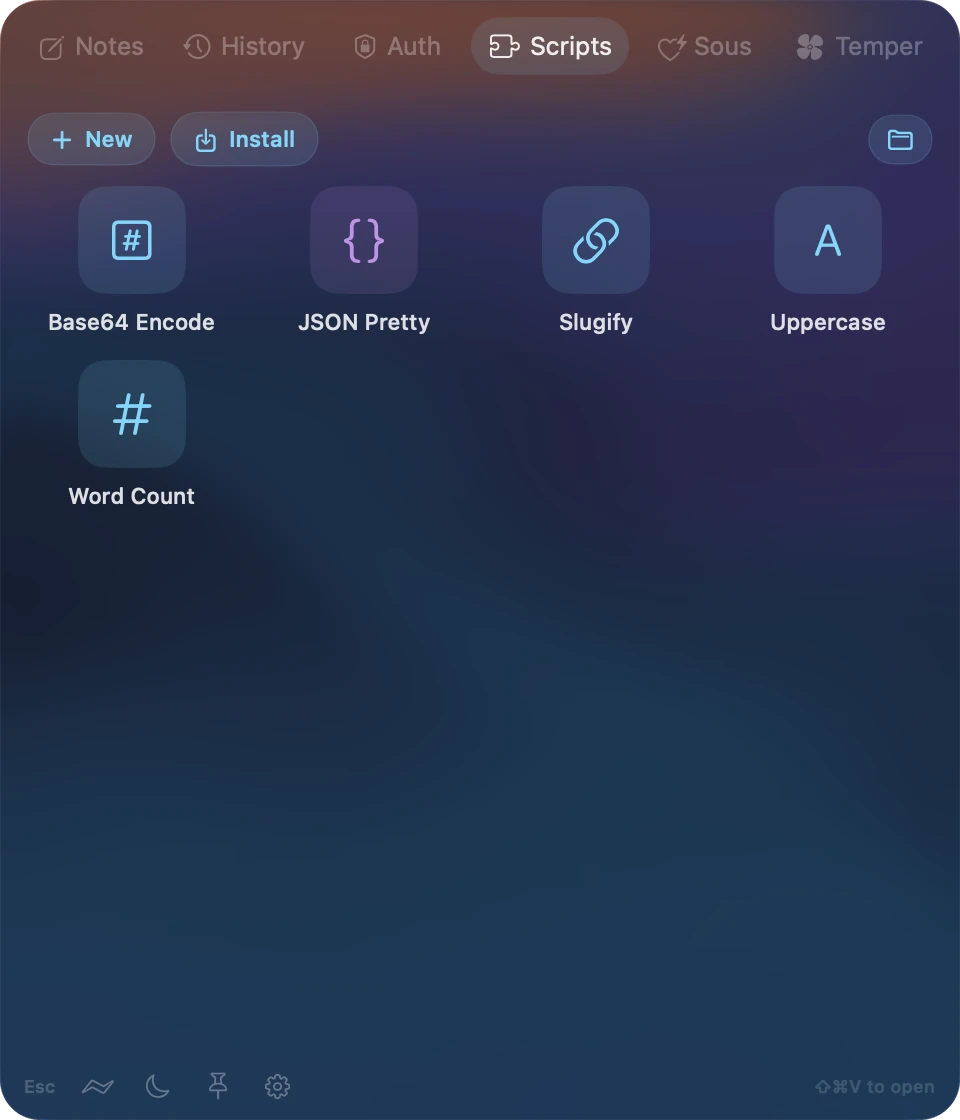 Notes History Auth Scripts Sous Temper
+ New Install
#
{ }
A
Base64 Encode JSON Pretty Slugify Uppercase
#
Word Count
Esc ⇧⌘V to open